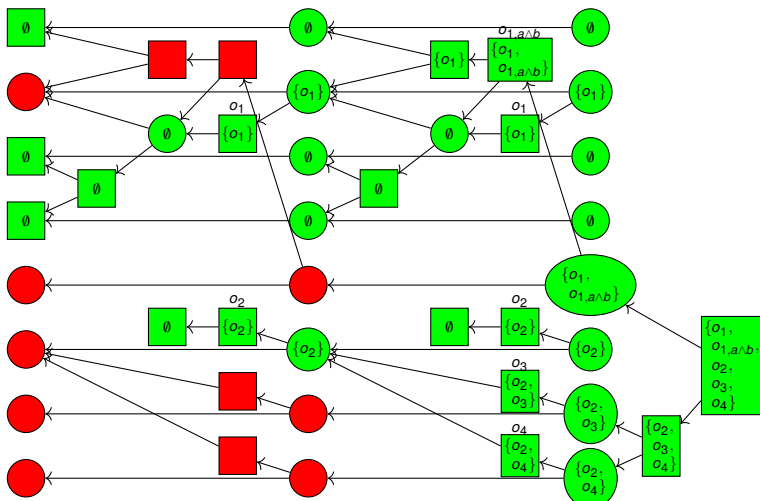 ∅ ∅ ∅
o₁,ₐ∧b
{o₁} {o₁,
o₁,ₐ∧b}
{o₁} {o₁}
o₁ o₁
∅ {o₁} ∅ {o₁}
∅ ∅ ∅
∅ ∅
∅ ∅ ∅
{o₁,
o₁,ₐ∧b}
o₂ o₂
∅ {o₂} ∅ {o₂}
{o₁,
o₁,ₐ∧b,
o₂,
o₃,
o₄}
{o₂} {o₂}
o₃
{o₂,
o₃}
{o₂,
o₃}
o₄
{o₂,
o₄}
{o₂,
o₃,
o₄}
{o₂,
o₄}